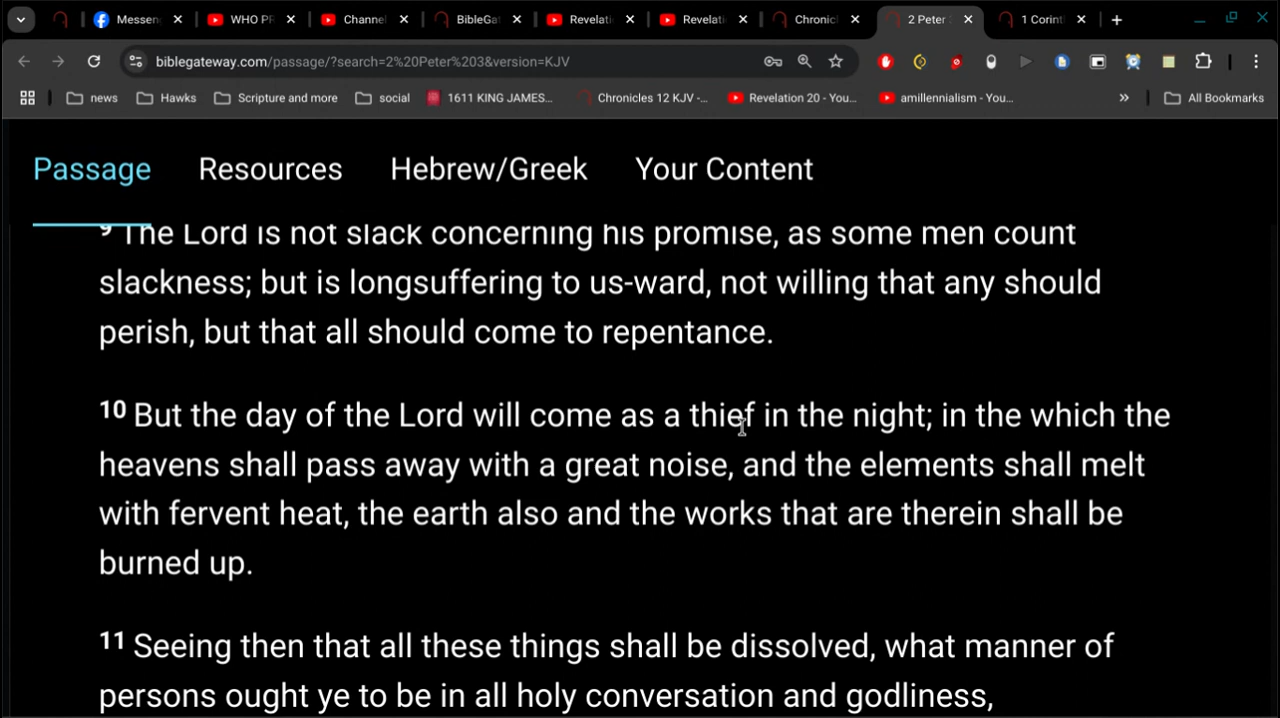 Messen
WHO PR
Channel
BibleGat
Revelati
Revelati
Chronicl
2 Peter
1 Corint
biblegateway.com/passage/?search=2%20Peter%203&version=KJV
news
Hawks
Scripture and more
social
1611 KING JAMES...
Chronicles 12 KJV -...
Revelation 20 - You...
amillennialism - You...
»
All Bookmarks
Passage
Resources
Hebrew/Greek
Your Content
9 The Lord is not slack concerning his promise, as some men count
slackness; but is longsuffering to us-ward, not willing that any should
perish, but that all should come to repentance.
10 But the day of the Lord will come as a thief in the night; in the which the
heavens shall pass away with a great noise, and the elements shall melt
with fervent heat, the earth also and the works that are therein shall be
burned up.
11 Seeing then that all these things shall be dissolved, what manner of
persons ought ye to be in all holy conversation and godliness,